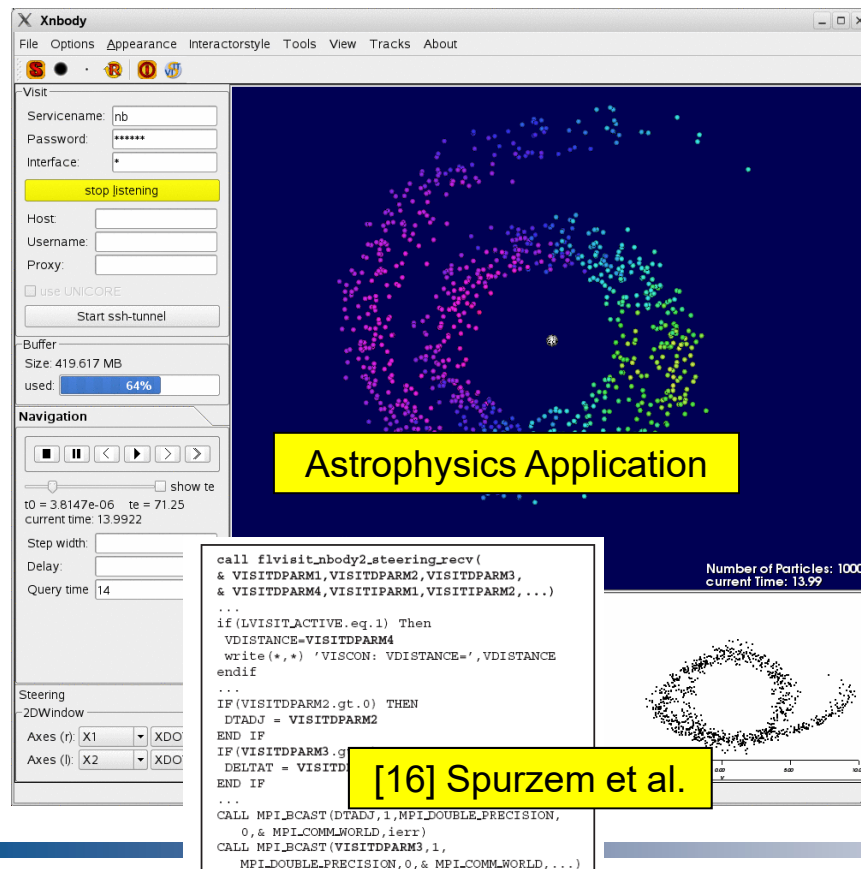 Xnbody
File Options Appearance Interactorstyle Tools View Tracks About
Visit
Servicename: nb
Password: ******
Interface: *
stop listening
Host:
Username:
Proxy:
use UNICORE
Start ssh-tunnel
Buffer
Size: 419.617 MB
used: 64%
Navigation
show te
t0 = 3.8147e-06 te = 71.25
current time: 13.9922
Step width:
Delay:
Query time 14
Steering
2DWindow
Axes (r): X1 XDO
Axes (l): X2 XDO
Astrophysics Application
Number of Particles: 1000
current Time: 13.99
call flvisit_nbody2_steering_recv(
& VISITDPARM1,VISITDPARM2,VISITDPARM3,
& VISITDPARM4,VISITIPARM1,VISITIPARM2,...)
...
if(LVISIT_ACTIVE.eq.1) Then
VDISTANCE=VISITDPARM4
write(*,*) 'VISCON: VDISTANCE=',VDISTANCE
endif
...
IF(VISITDPARM2.gt.0) THEN
DTADJ = VISITDPARM2
END IF
IF(VISITDPARM3.g
DELTAT = VISITD
END IF
...
CALL MPI_BCAST(DTADJ,1,MPI_DOUBLE_PRECISION,
0,& MPI_COMM_WORLD,ierr)
CALL MPI_BCAST(VISITDPARM3,1,
MPI_DOUBLE_PRECISION,0,& MPI_COMM_WORLD,...)
[16] Spurzem et al.